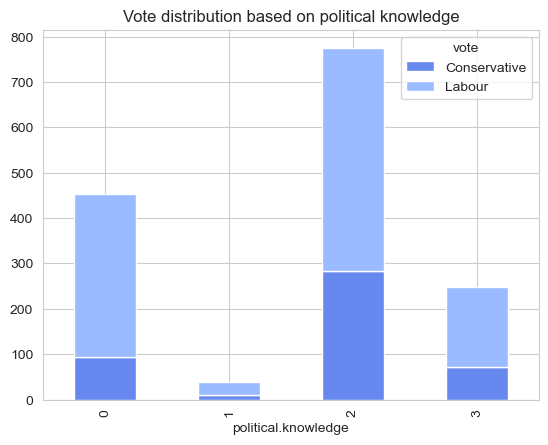 Vote distribution based on political knowledge
800
700
600
500
400
300
200
100
0
vote
Conservative
Labour
0
1
2
3
political.knowledge